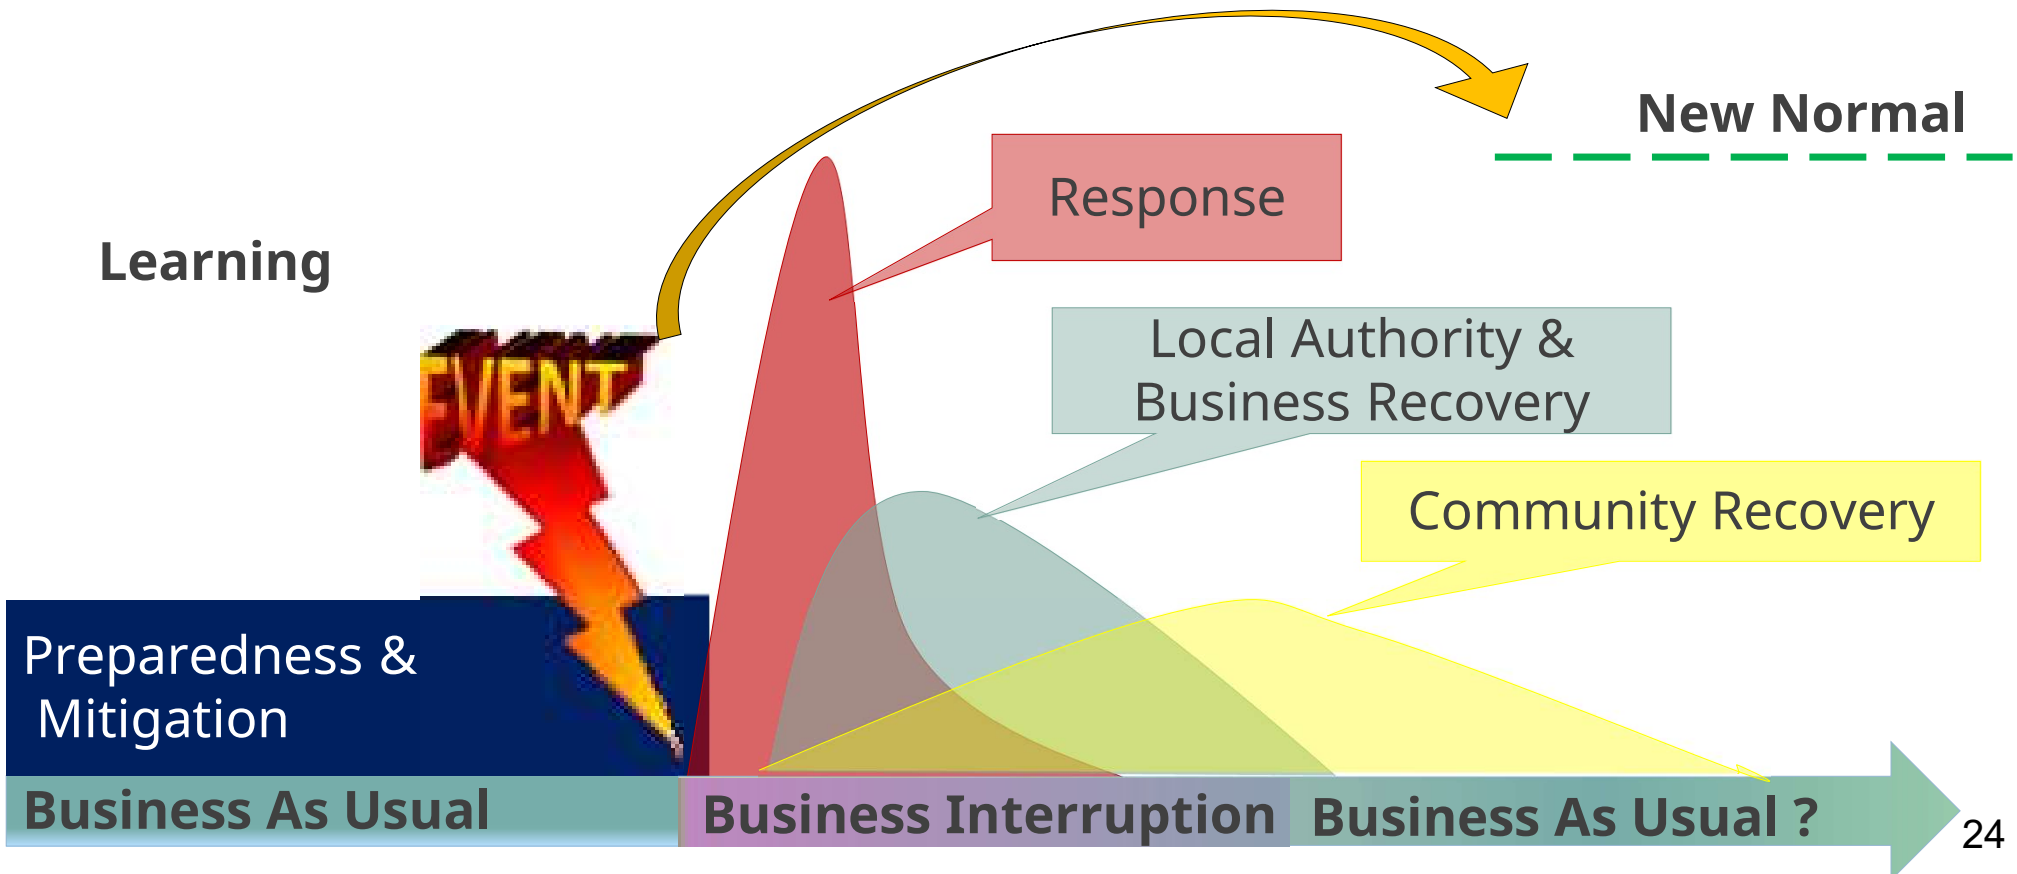 New Normal
Response
Learning
Local Authority &
Business Recovery
EVENT
Community Recovery
Preparedness &
Mitigation
Business As Usual
Business Interruption
Business As Usual ?
24